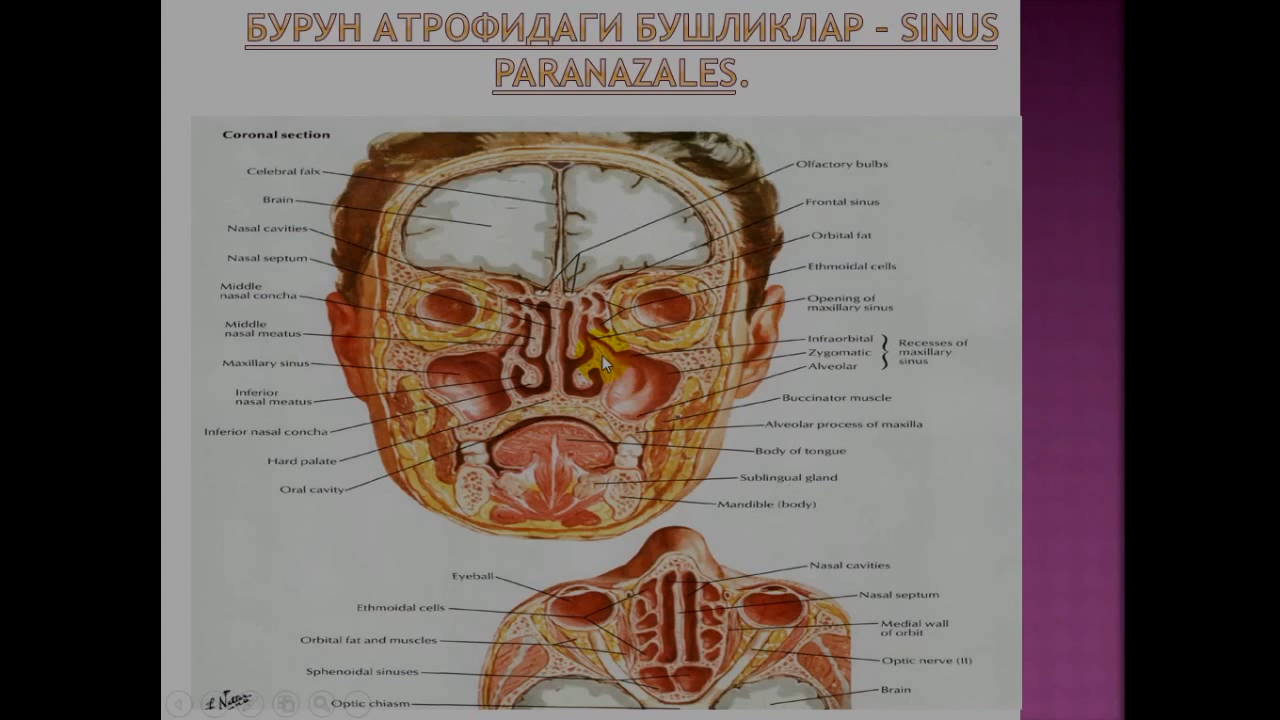 БУРУН АТРОФИДАГИ БУШЛИКЛАР – SINUS
PARANAZALES.
Coronal section
Celebral falx
Brain
Nasal cavities
Nasal septum
Middle
nasal concha
Middle
nasal meatus
Maxillary sinus
Inferior
nasal meatus
Inferior nasal concha
Hard palate
Oral cavity
Olfactory bulbs
Frontal sinus
Orbital fat
Ethmoidal cells
Opening of
maxillary sinus
Infraorbital
Zygomatic
Alveolar
Recesses of
maxillary
sinus
Buccinator muscle
Alveolar process of maxilla
Body of tongue
Sublingual gland
Mandible (body)
Eyeball
Ethmoidal cells
Orbital fat and muscles
Sphenoidal sinuses
Optic chiasm
Nasal cavities
Nasal septum
Medial wall
of orbit
Optic nerve (II)
Brain